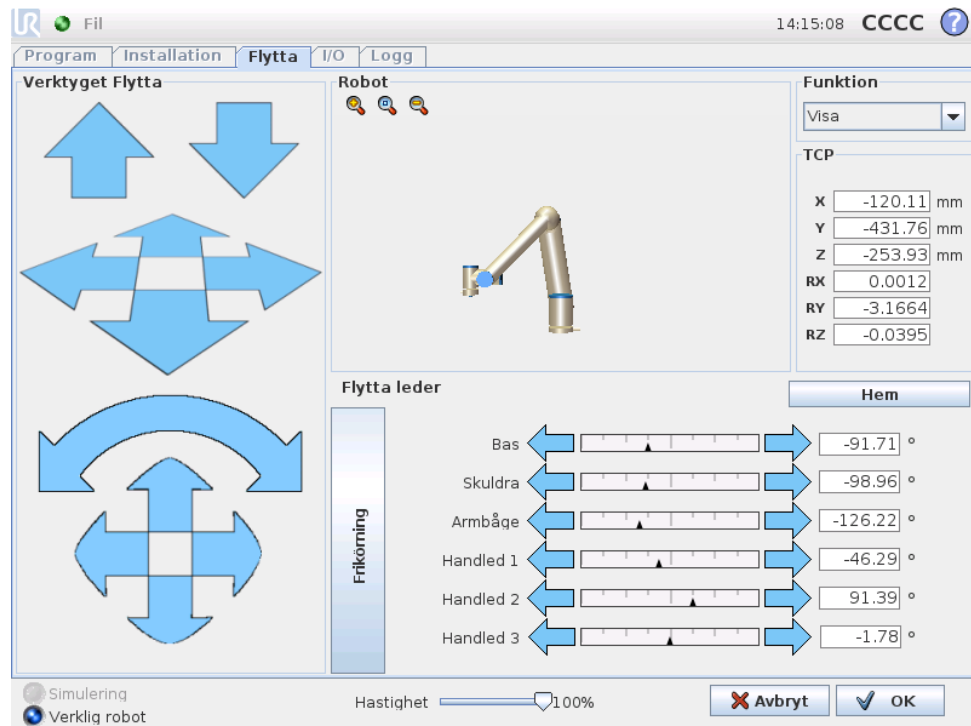 UR Fil 14:15:08 CCCC ?
Program Installation Flytta I/O Logg
Verktyget Flytta
Robot
Funktion
Visa
TCP
X -120.11 mm
Y -431.76 mm
Z -253.93 mm
RX 0.0012
RY -3.1664
RZ -0.0395
Flytta leder
Hem
Frikörning
Bas -91.71 °
Skuldra -98.96 °
Armbåge -126.22 °
Handled 1 -46.29 °
Handled 2 91.39 °
Handled 3 -1.78 °
Simulering
Verklig robot
Hastighet 100%
Avbryt
OK